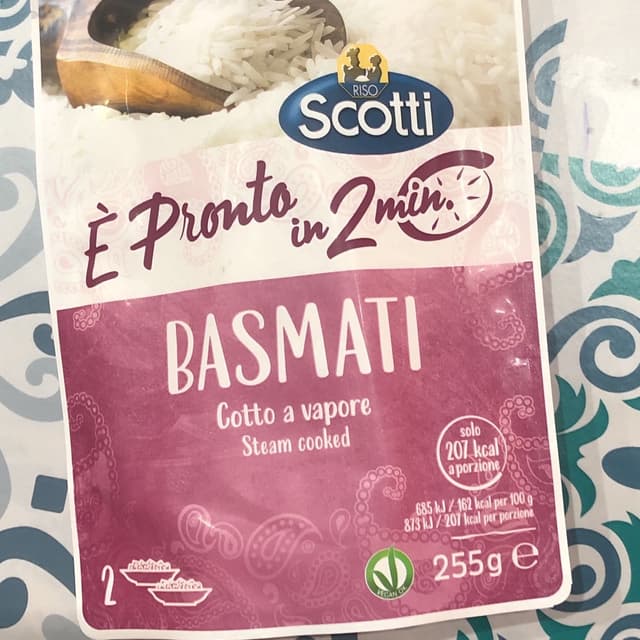 RISO
Scotti
È Pronto in 2 min.
BASMATI
Cotto a vapore
Steam cooked
solo
207 kcal
a porzione
685 kJ / 162 kcal per 100 g
873 kJ / 207 kcal per porzione
2
255g e